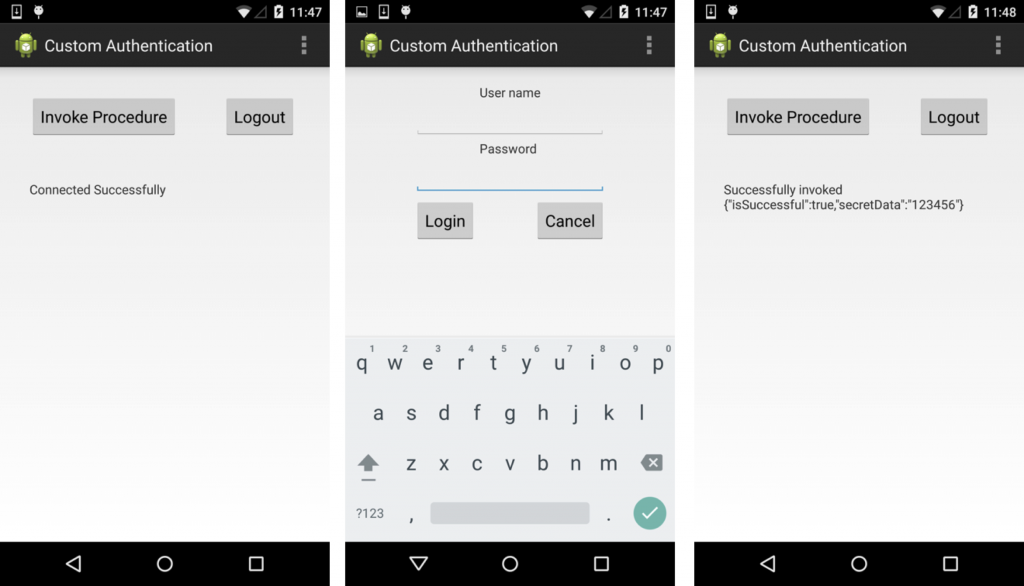 11:47
Custom Authentication
Invoke Procedure Logout
Connected Successfully
11:47
Custom Authentication
User name
Password
Login Cancel
1 2 3 4 5 6 7 8 9 0
q w e r t y u i o p
a s d f g h j k l
z x c v b n m
?123 , .
11:48
Custom Authentication
Invoke Procedure Logout
Successfully invoked
{"isSuccessful":true,"secretData":"123456"}